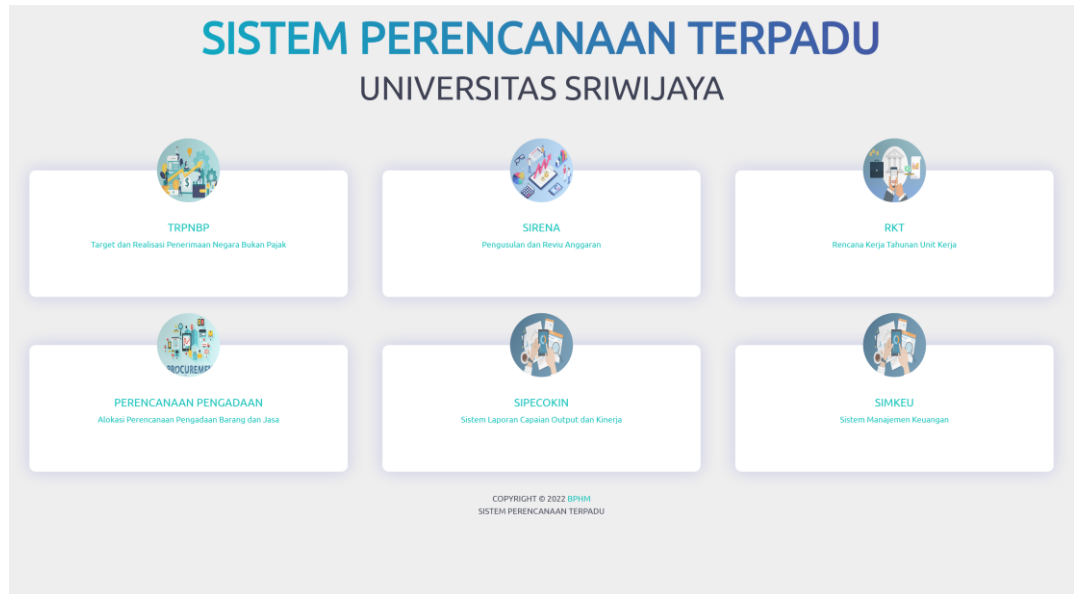 SISTEM PERENCANAAN TERPADU
UNIVERSITAS SRIWIJAYA
TRPNBP
Target dan Realisasi Penerimaan Negara Bukan Pajak
SIRENA
Pengusulan dan Reviu Anggaran
RKT
Rencana Kerja Tahunan Unit Kerja
PROCUREME
PERENCANAAN PENGADAAN
Alokasi Perencanaan Pengadaan Barang dan Jasa
SIPECOKIN
Sistem Laporan Capaian Output dan Kinerja
SIMKEU
Sistem Manajemen Keuangan
COPYRIGHT © 2022 BPHM
SISTEM PERENCANAAN TERPADU